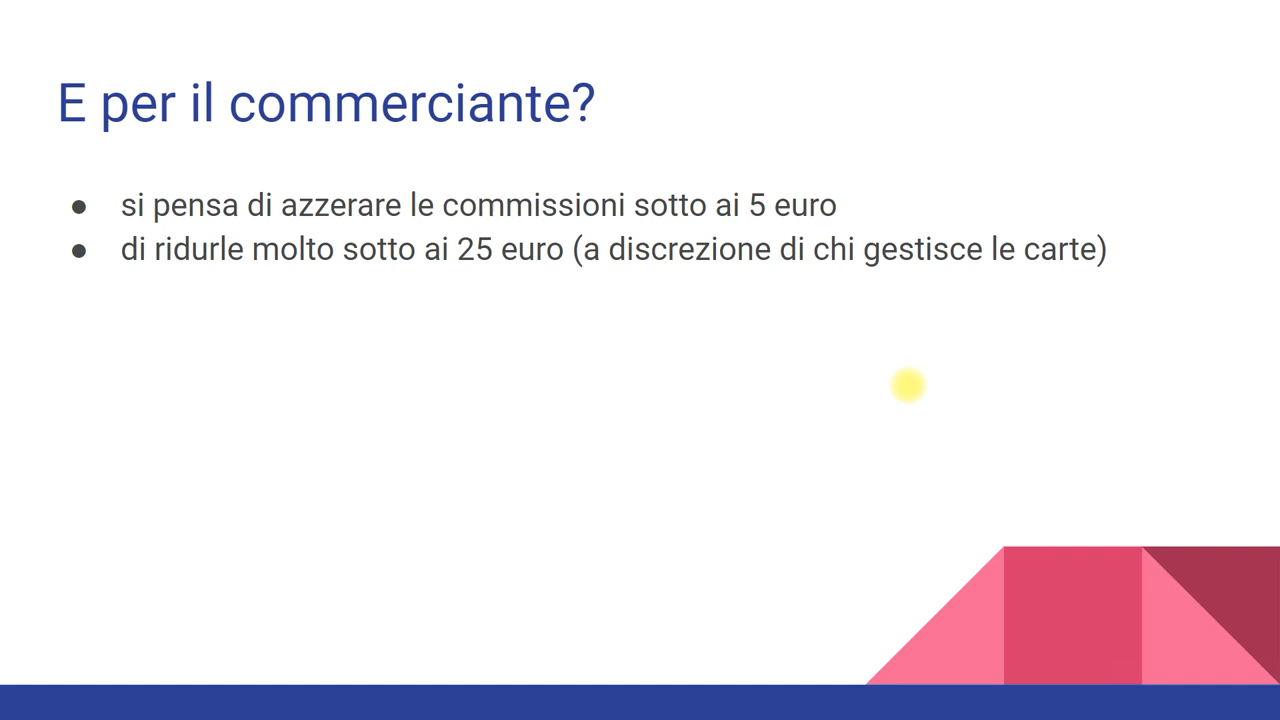 E per il commerciante?
● si pensa di azzerare le commissioni sotto ai 5 euro
● di ridurle molto sotto ai 25 euro (a discrezione di chi gestisce le carte)